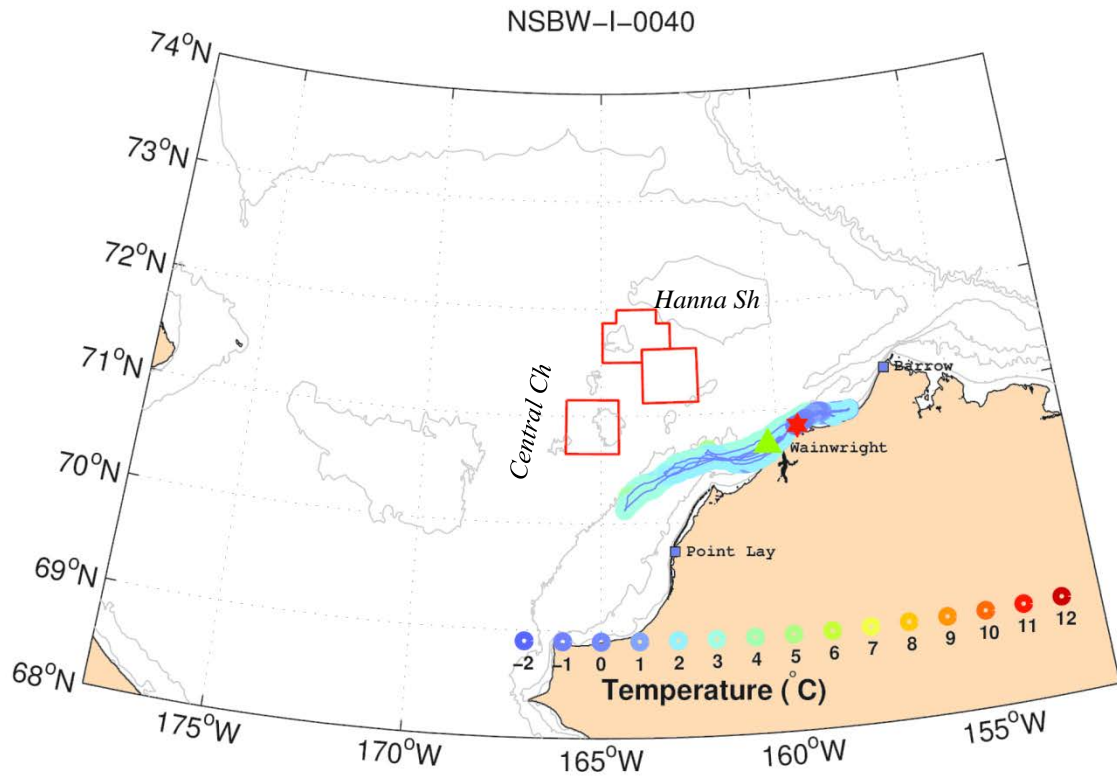 NSBW-I-0040
74°N
73°N
72°N
71°N
70°N
69°N
68°N
Hanna Sh
Central Ch
Barrow
Wainwright
Point Lay
-2 -1 0 1 2 3 4 5 6 7 8 9 10 11 12
Temperature (°C)
175°W 170°W 165°W 160°W 155°W